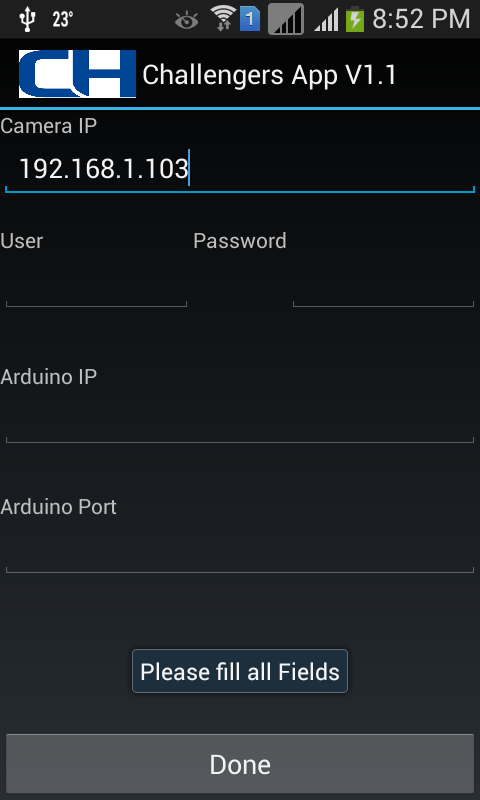 23° 1 8:52 PM
CH Challengers App V1.1
Camera IP
192.168.1.103
User Password
Arduino IP
Arduino Port
Please fill all Fields
Done